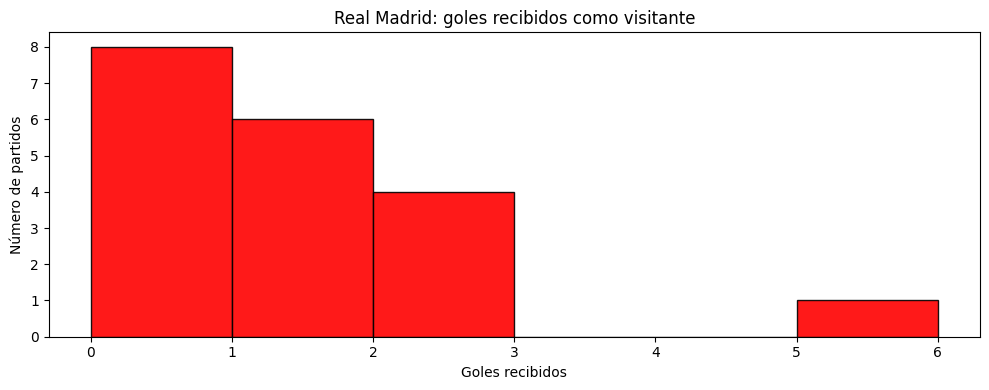 Real Madrid: goles recibidos como visitante
Número de partidos
8
7
6
5
4
3
2
1
0
0 1 2 3 4 5 6
Goles recibidos